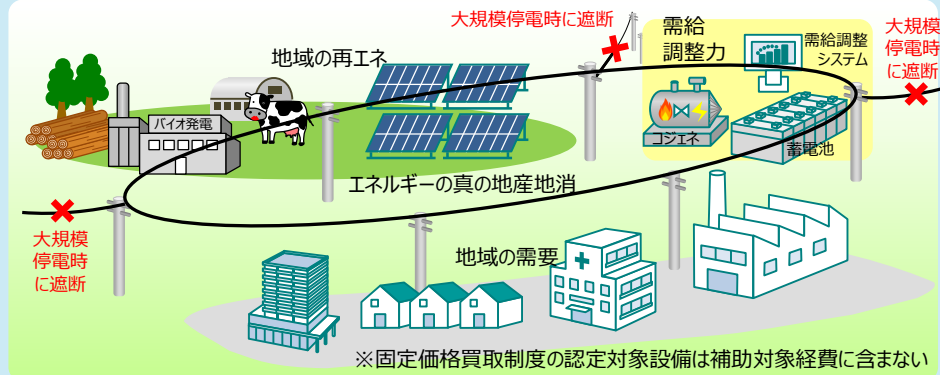 大規模停電時に遮断
需給
調整力
需給調整
システム
大規模
停電時
に遮断
地域の再エネ
バイオ発電
コジェネ
蓄電池
エネルギーの真の地産地消
大規模
停電時
に遮断
地域の需要
※固定価格買取制度の認定対象設備は補助対象経費に含まない